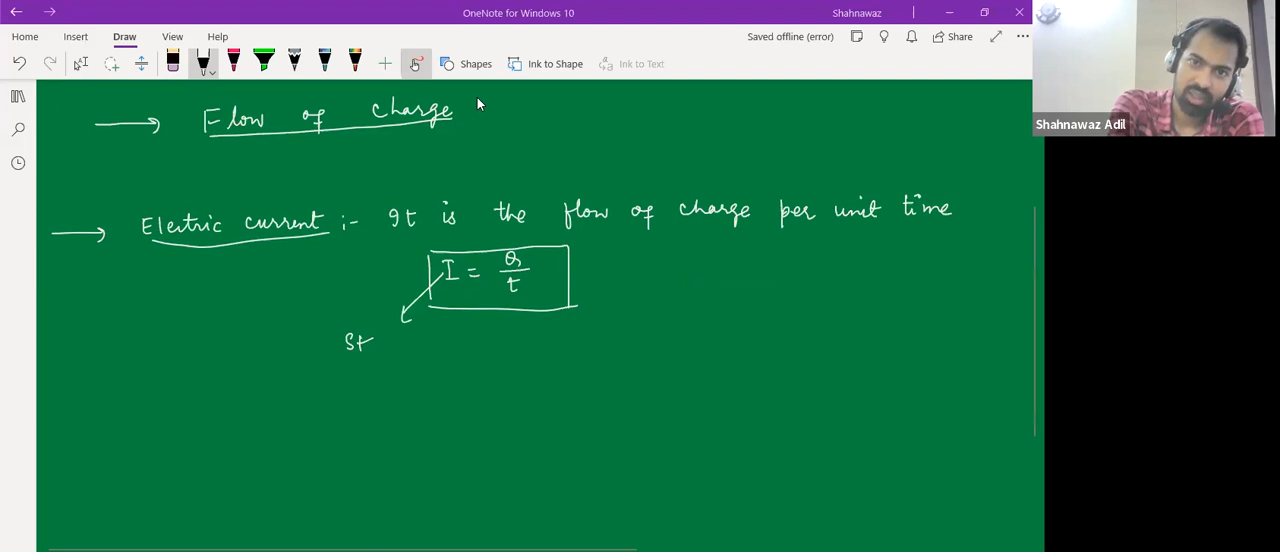 OneNote for Windows 10
Shahnawaz
Home Insert Draw View Help
Saved offline (error) Share
Shapes Ink to Shape Ink to Text
Shahnawaz Adil
Flow of charge
Electric current :- It is the flow of charge per unit time
I = Q/t
St